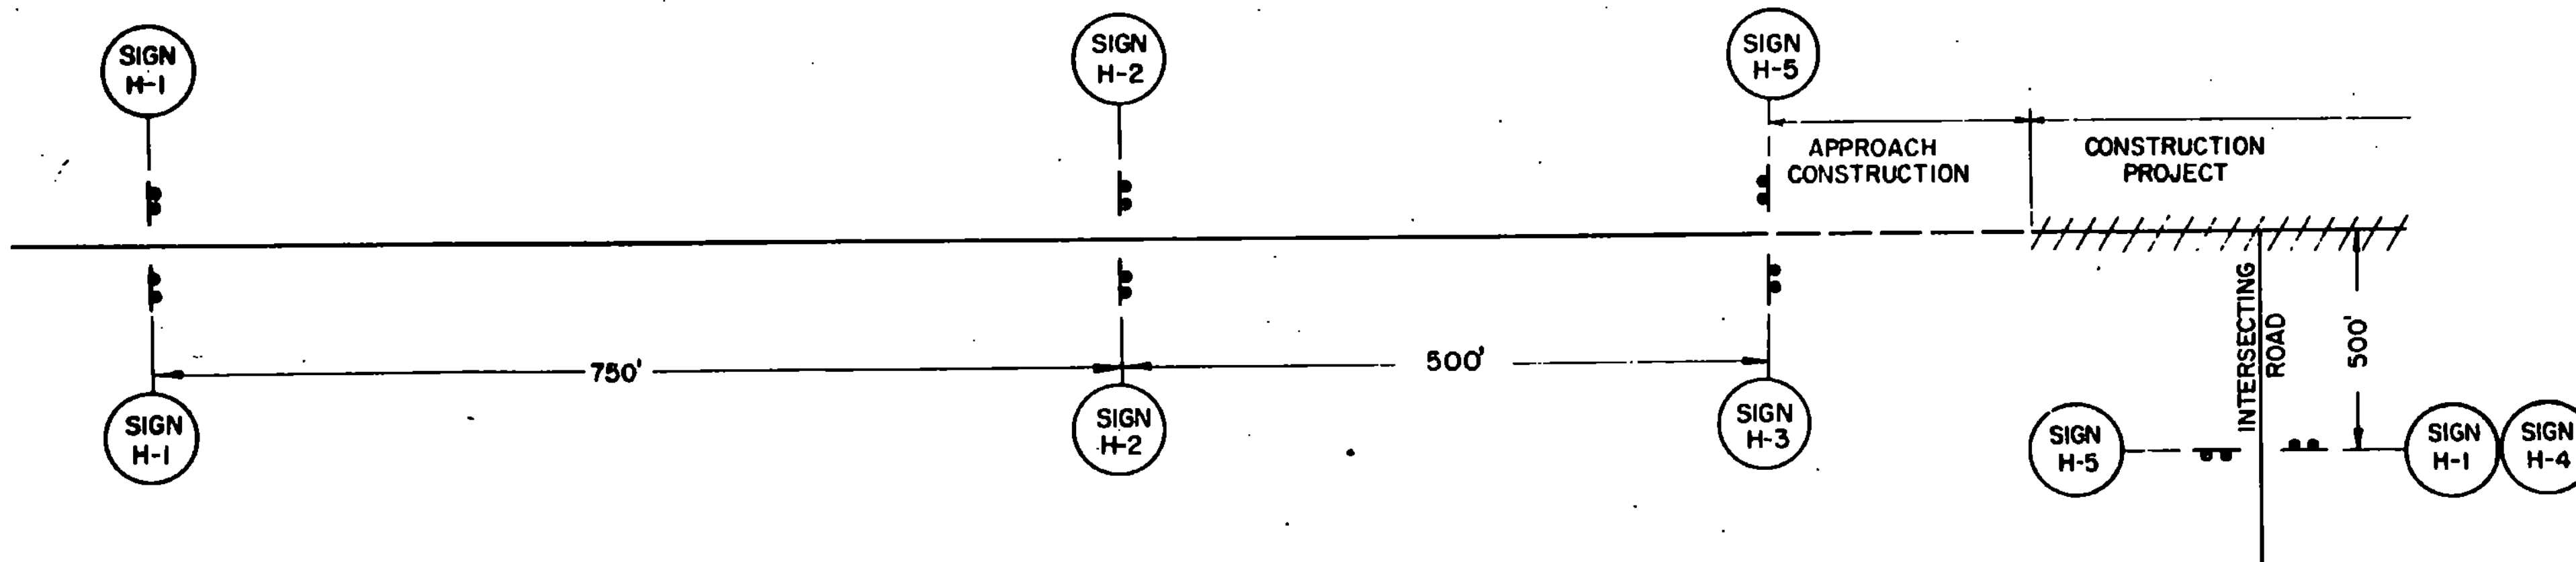 SIGN
H-1
SIGN
H-2
SIGN
H-5
APPROACH
CONSTRUCTION
CONSTRUCTION
PROJECT
750'
500'
INTERSECTING
ROAD
500'
SIGN
H-1
SIGN
H-2
SIGN
H-3
SIGN
H-5
SIGN
H-1
SIGN
H-4